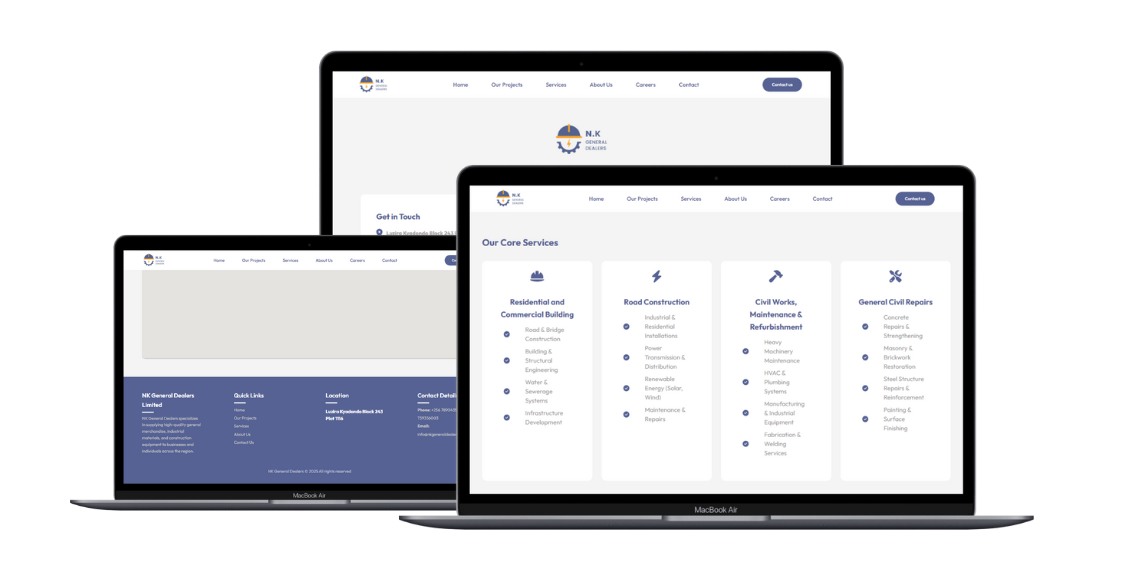 N.K
GENERAL
DEALERS
Home
Our Projects
Services
About Us
Careers
Contact
Contact us
N.K
GENERAL
DEALERS
Get in Touch
Luzira Kyadondo Block 243
N.K
GENERAL
DEALERS
Home
Our Projects
Services
About Us
Careers
Contact
Contact us
Our Core Services
Residential and
Commercial Building
Road & Bridge
Construction
Building &
Structural
Engineering
Water &
Sewerage
Systems
Infrastructure
Development
Road Construction
Industrial &
Residential
Installations
Power
Transmission &
Distribution
Renewable
Energy (Solar,
Wind)
Maintenance &
Repairs
Civil Works,
Maintenance &
Refurbishment
Heavy
Machinery
Maintenance
HVAC &
Plumbing
Systems
Manufacturing
& Industrial
Equipment
Fabrication &
Welding
Services
General Civil Repairs
Concrete
Repairs &
Strengthening
Masonry &
Brickwork
Restoration
Steel Structure
Repairs &
Reinforcement
Painting &
Surface
Finishing
MacBook Air
N.K
GENERAL
DEALERS
Home
Our Projects
Services
About Us
Careers
Contact
NK General Dealers
Limited
NK General Dealers specializes
in supplying high-quality general
merchandise, industrial
materials, and construction
equipment to businesses and
individuals across the region.
Quick Links
Home
Our Projects
Services
About Us
Contact Us
Location
Luzira Kyadondo Block 243
Plot 1116
Contact Detail
Phone:
Email:
NK General Dealers © 2025 All rights reserved
MacBook Air